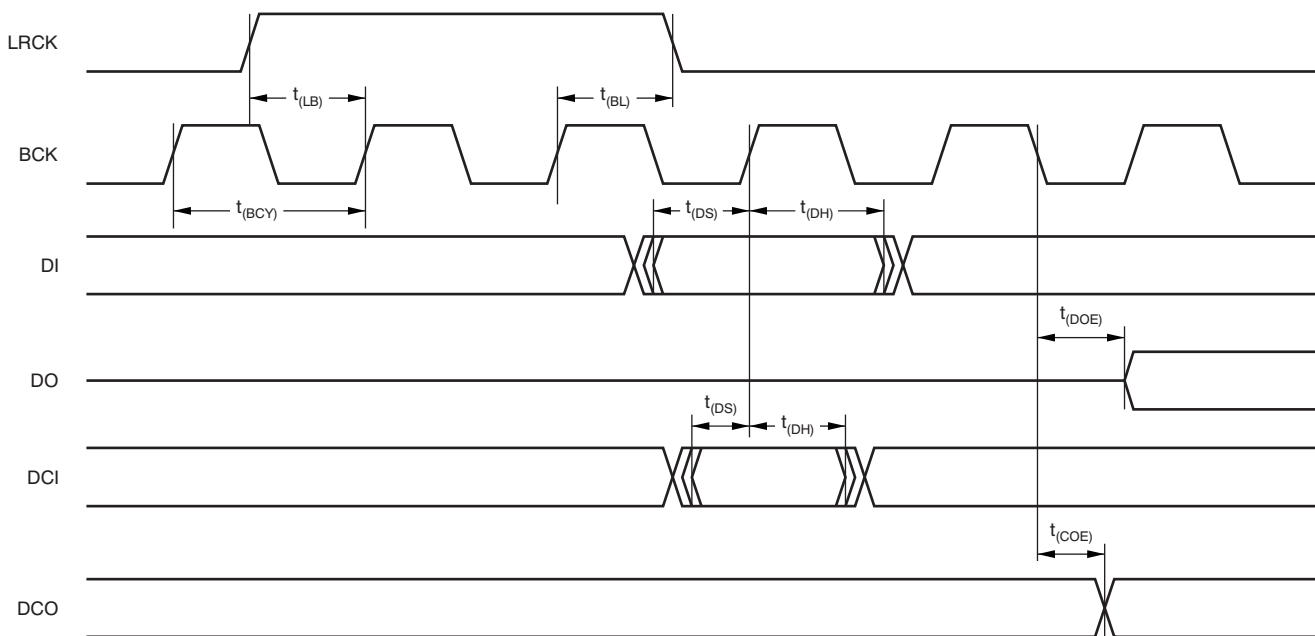 LRCK
t(LB)
t(BL)
BCK
t(BCY)
t(DS)
t(DH)
DI
t(DOE)
DO
t(DS)
t(DH)
DCI
t(COE)
DCO